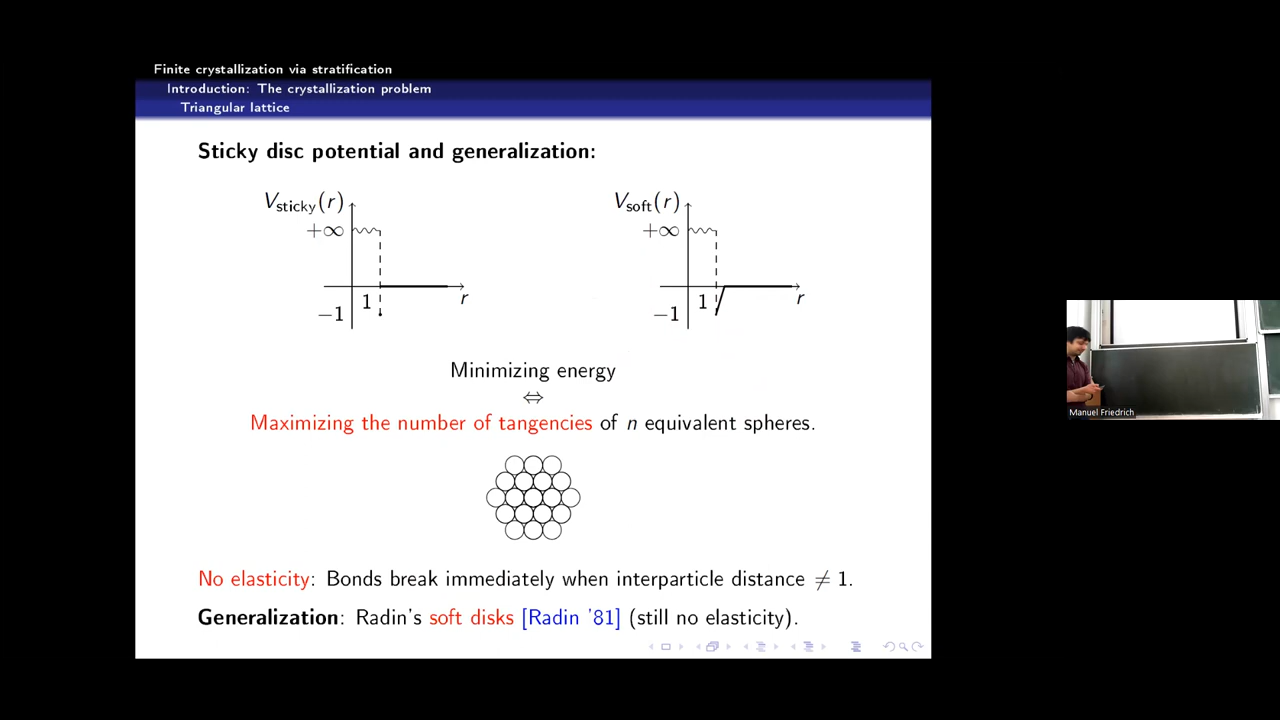 Finite crystallization via stratification
Introduction: The crystallization problem
Triangular lattice
Sticky disc potential and generalization:
V_sticky(r)
+∞
1
−1
r
V_soft(r)
+∞
1
−1
r
Minimizing energy
⇔
Maximizing the number of tangencies of n equivalent spheres.
No elasticity: Bonds break immediately when interparticle distance ≠ 1.
Generalization: Radin's soft disks [Radin '81] (still no elasticity).
Manuel Friedrich